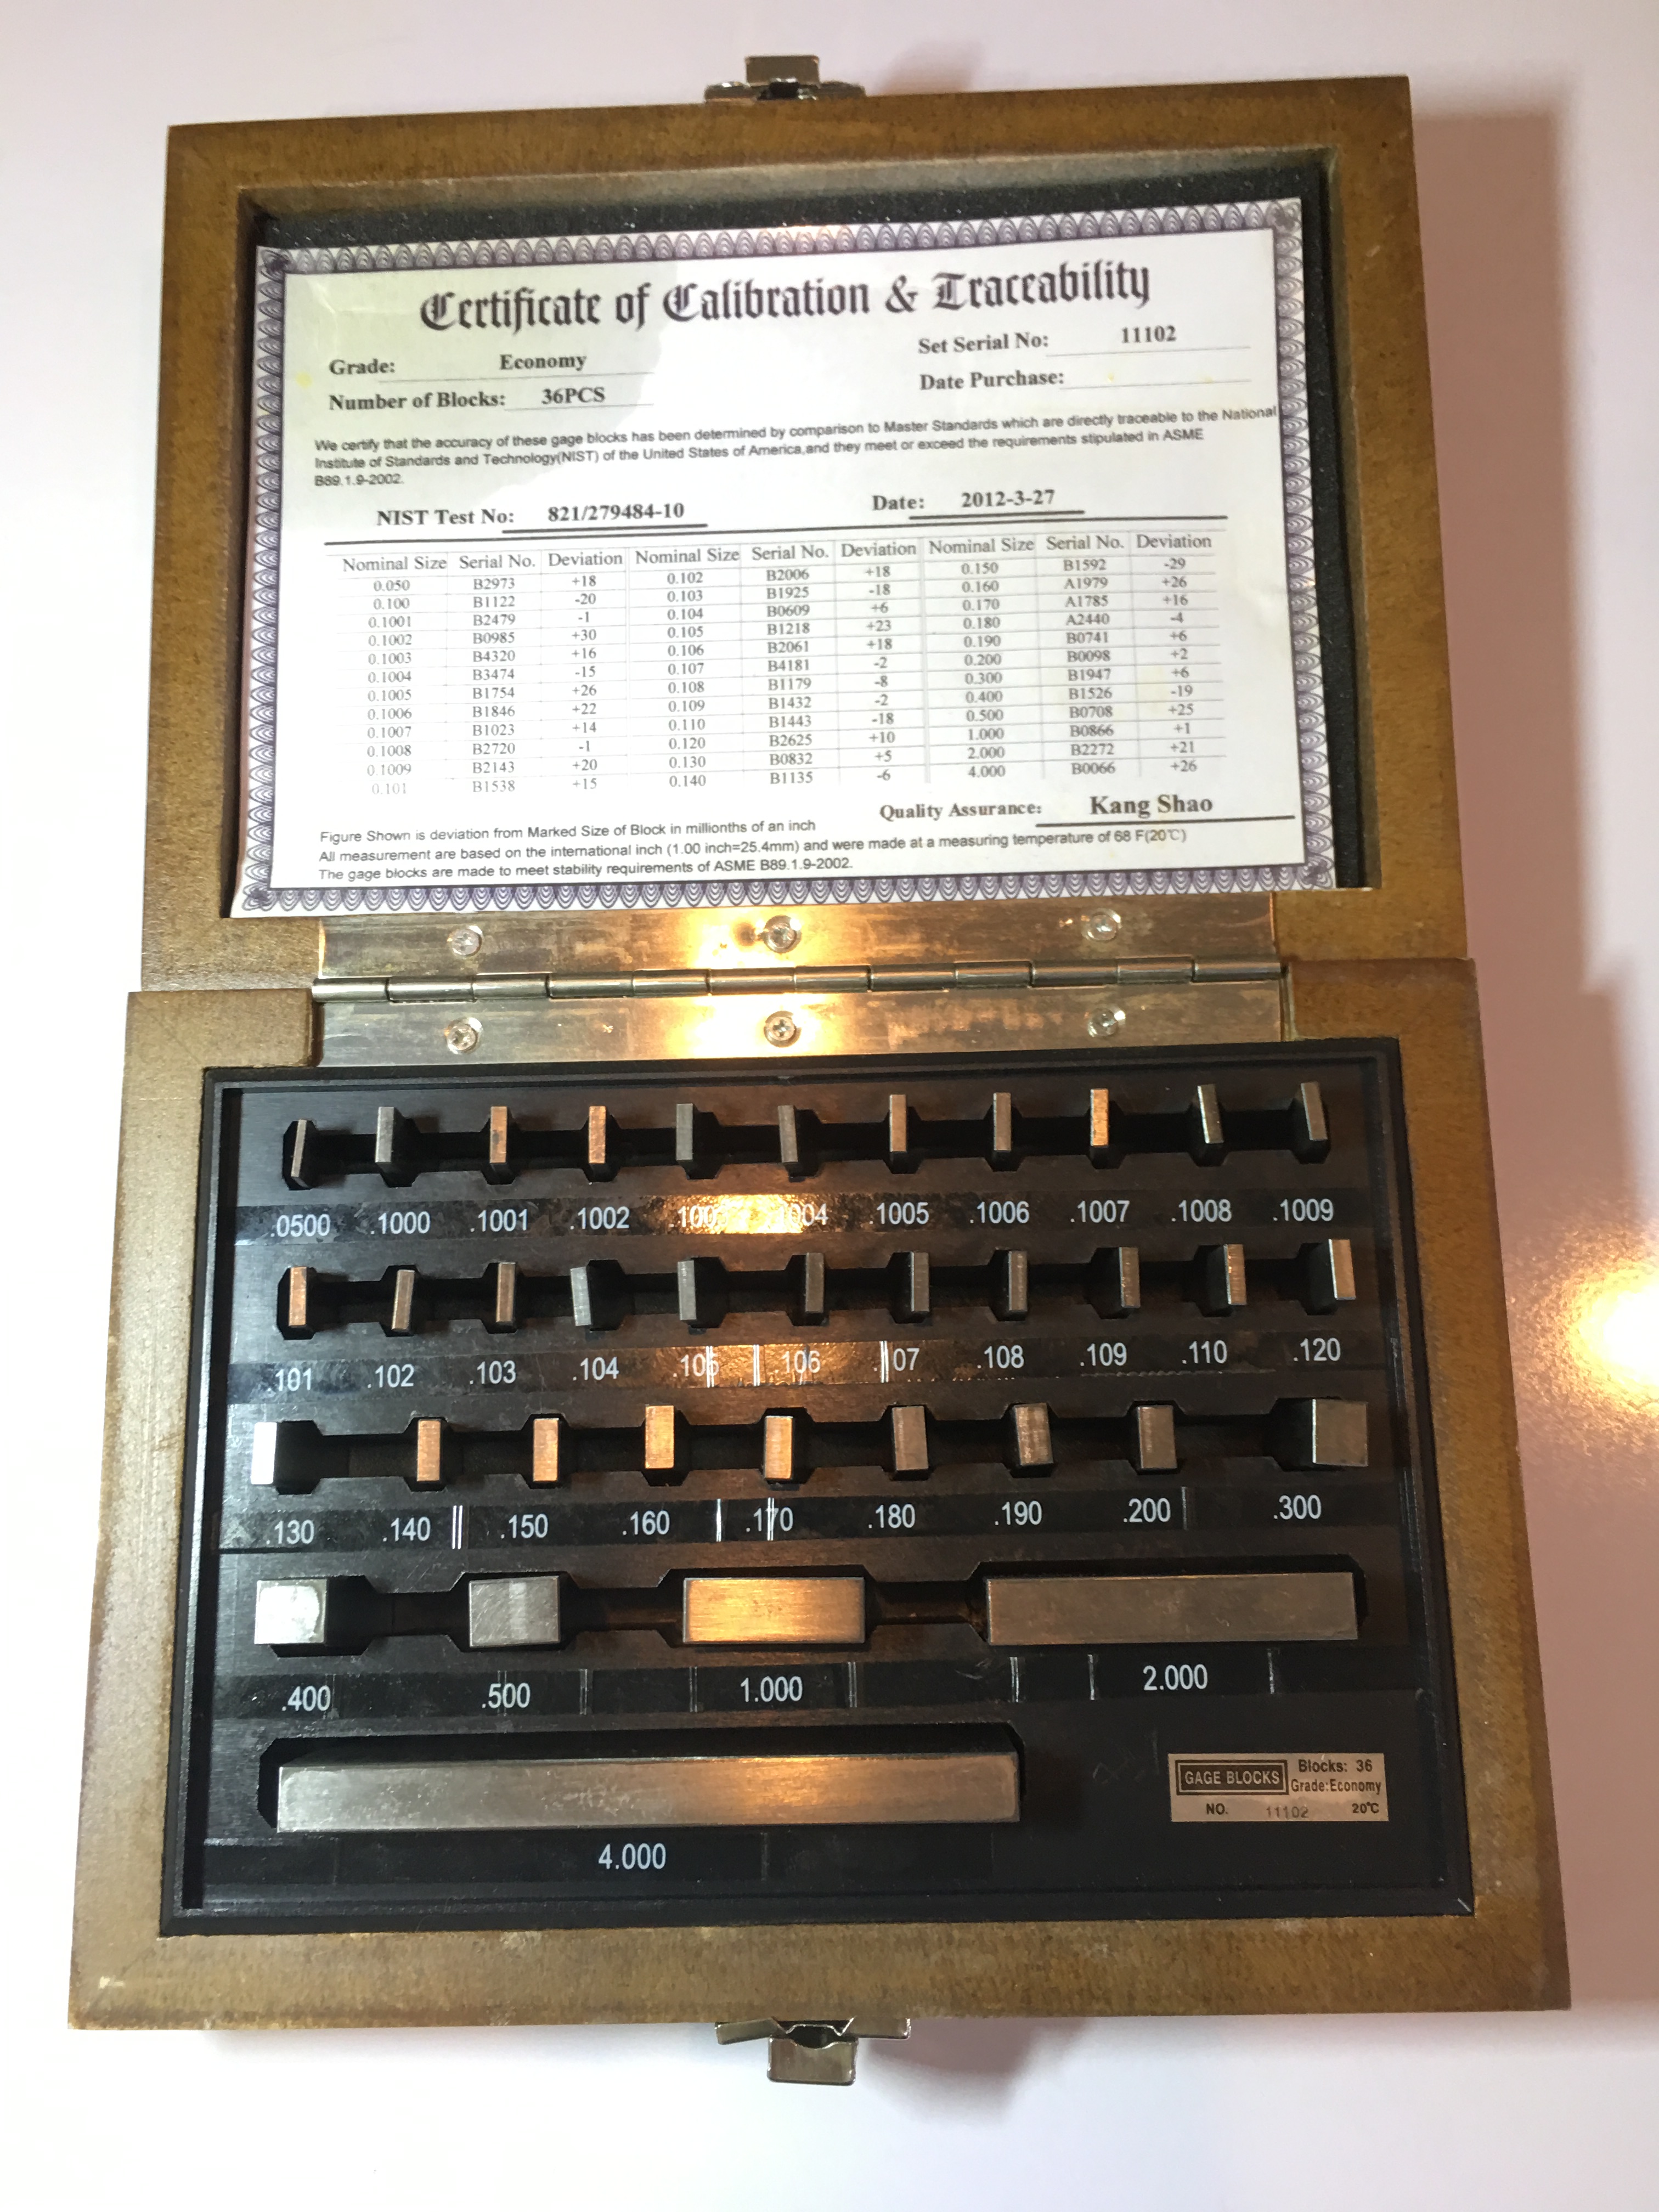 Certificate of Calibration & Traceability
Grade: Economy Set Serial No: 11102
Number of Blocks: 36PCS Date Purchase:
We certify that the accuracy of these gage blocks has been determined by comparison to Master Standards which are directly traceable to the National
Institute of Standards and Technology(NIST) of the United States of America,and they meet or exceed the requirements stipulated in ASME
B89.1.9-2002.
NIST Test No: 821/279484-10 Date: 2012-3-27
Nominal Size Serial No. Deviation Nominal Size Serial No. Deviation Nominal Size Serial No. Deviation
0.050 B2973 +18 0.102 B2006 +18 0.150 B1592 -29
0.100 B1122 -20 0.103 B1925 -18 0.160 A1979 +26
0.1001 B2479 -1 0.104 B0609 +6 0.170 A1785 +16
0.1002 B0985 +30 0.105 B1218 +23 0.180 A2440 -4
0.1003 B4320 +16 0.106 B2061 +18 0.190 B0741 +6
0.1004 B3474 -15 0.107 B4181 -2 0.200 B0098 +2
0.1005 B1754 +26 0.108 B1179 -8 0.300 B1947 +6
0.1006 B1846 +22 0.109 B1432 -2 0.400 B1526 -19
0.1007 B1023 +14 0.110 B1443 -18 0.500 B0708 +25
0.1008 B2720 -1 0.120 B2625 +10 1.000 B0866 +1
0.1009 B2143 +20 0.130 B0832 +5 2.000 B2272 +21
0.101 B1538 +15 0.140 B1135 -6 4.000 B0066 +26
Quality Assurance: Kang Shao
Figure Shown is deviation from Marked Size of Block in millionths of an inch
All measurement are based on the international inch (1.00 inch=25.4mm) and were made at a measuring temperature of 68 F(20℃)
The gage blocks are made to meet stability requirements of ASME B89.1.9-2002.
.0500 .1000 .1001 .1002 .1003 .1004 .1005 .1006 .1007 .1008 .1009
.101 .102 .103 .104 .105 .106 .107 .108 .109 .110 .120
.130 .140 .150 .160 .170 .180 .190 .200 .300
.400 .500 1.000 2.000
GAGE BLOCKS Blocks: 36
Grade:Economy
NO. 11102 20℃
4.000